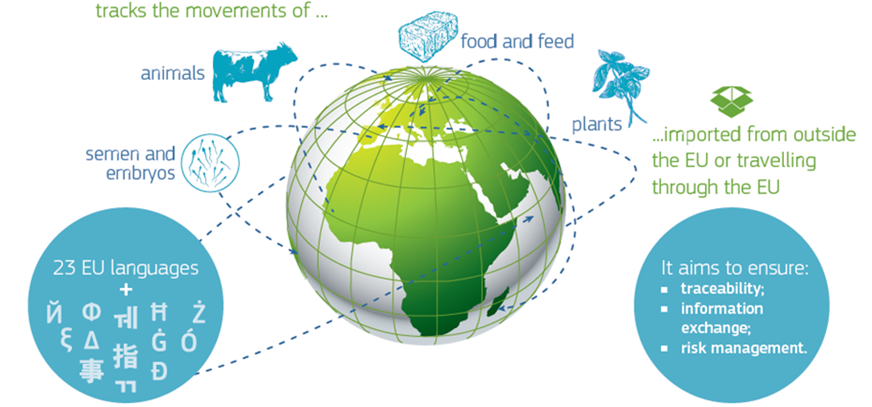 tracks the movements of ...
food and feed
animals
plants
...imported from outside
the EU or travelling
through the EU
semen and
embryos
23 EU languages
+
Й Ф 데 Ħ Ż
ξ Δ 指 Ġ Ó
事 ㄲ Đ
It aims to ensure:
traceability;
information
exchange;
risk management.